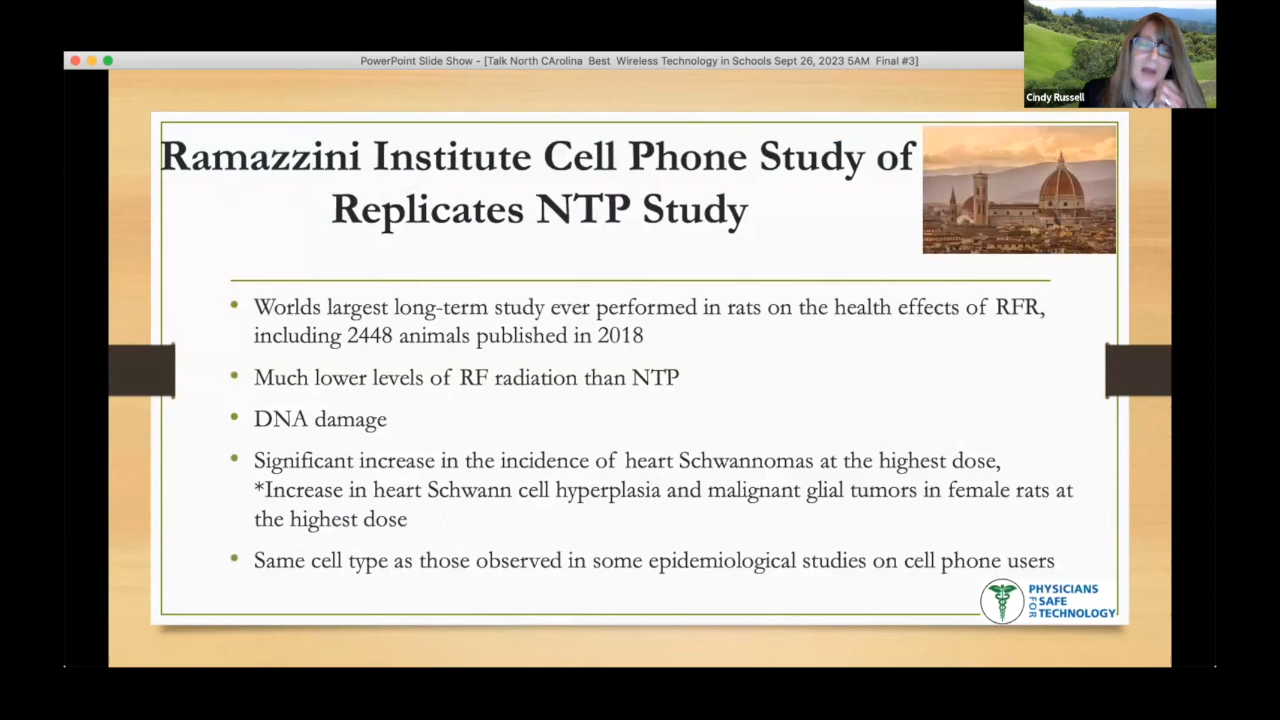 PowerPoint Slide Show - [Talk North CArolina Best Wireless Technology in Schools Sept 26, 2023 5AM Final #3]
Cindy Russell
Ramazzini Institute Cell Phone Study of
Replicates NTP Study
• Worlds largest long-term study ever performed in rats on the health effects of RFR,
including 2448 animals published in 2018
• Much lower levels of RF radiation than NTP
• DNA damage
• Significant increase in the incidence of heart Schwannomas at the highest dose,
*Increase in heart Schwann cell hyperplasia and malignant glial tumors in female rats at
the highest dose
• Same cell type as those observed in some epidemiological studies on cell phone users
PHYSICIANS
FOR SAFE
TECHNOLOGY